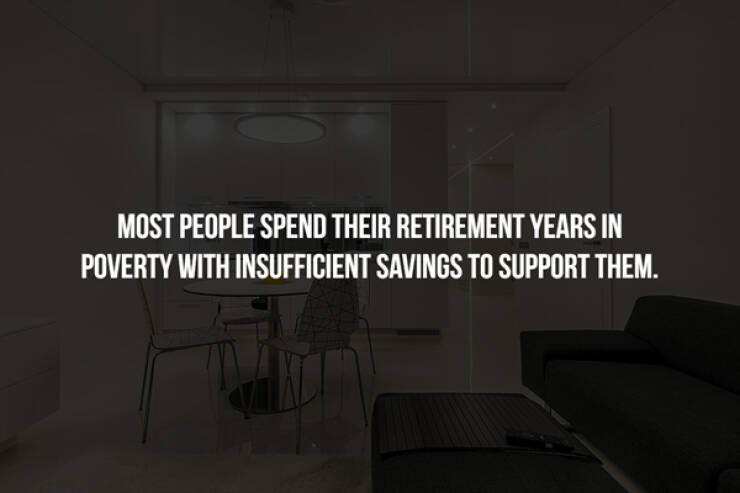 MOST PEOPLE SPEND THEIR RETIREMENT YEARS IN
POVERTY WITH INSUFFICIENT SAVINGS TO SUPPORT THEM.